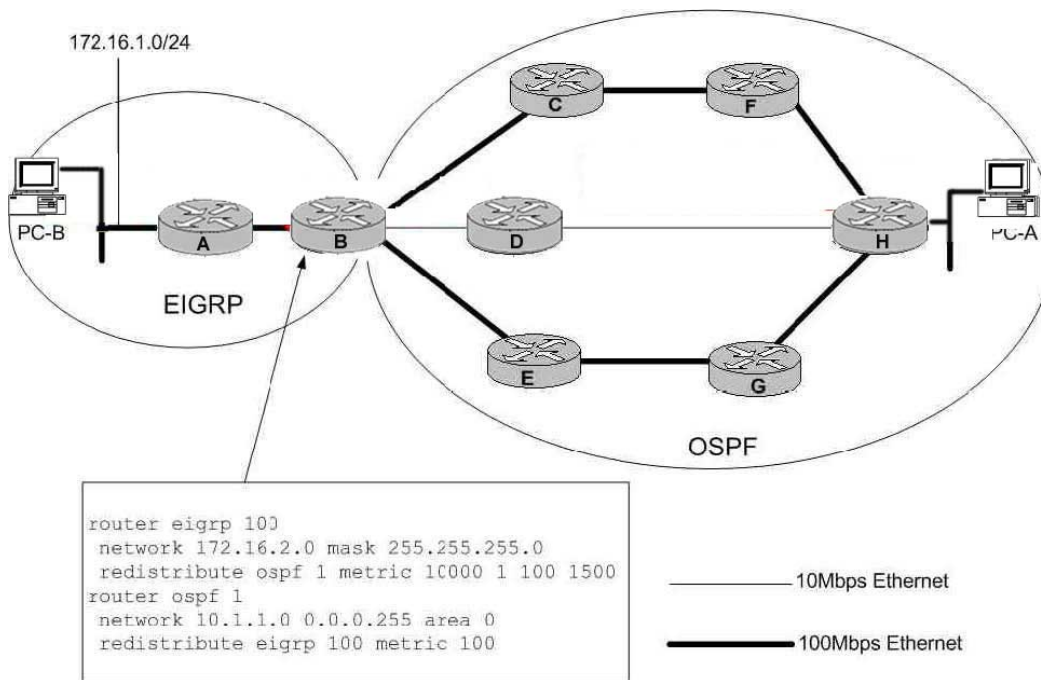 172.16.1.0/24
C
F
PC-B
A
B
D
H
PC-A
EIGRP
E
G
OSPF
router eigrp 100
network 172.16.2.0 mask 255.255.255.0
redistribute ospf 1 metric 10000 1 100 1500
router ospf 1
network 10.1.1.0 0.0.0.255 area 0
redistribute eigrp 100 metric 100
10Mbps Ethernet
100Mbps Ethernet